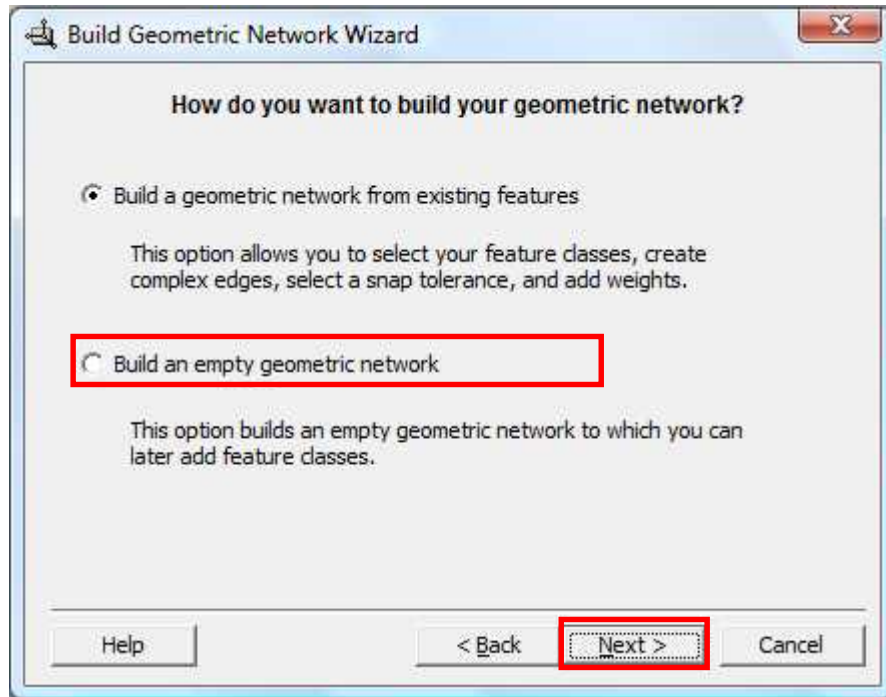 Build Geometric Network Wizard
How do you want to build your geometric network?
Build a geometric network from existing features
This option allows you to select your feature classes, create
complex edges, select a snap tolerance, and add weights.
Build an empty geometric network
This option builds an empty geometric network to which you can
later add feature classes.
Help
< Back
Next >
Cancel